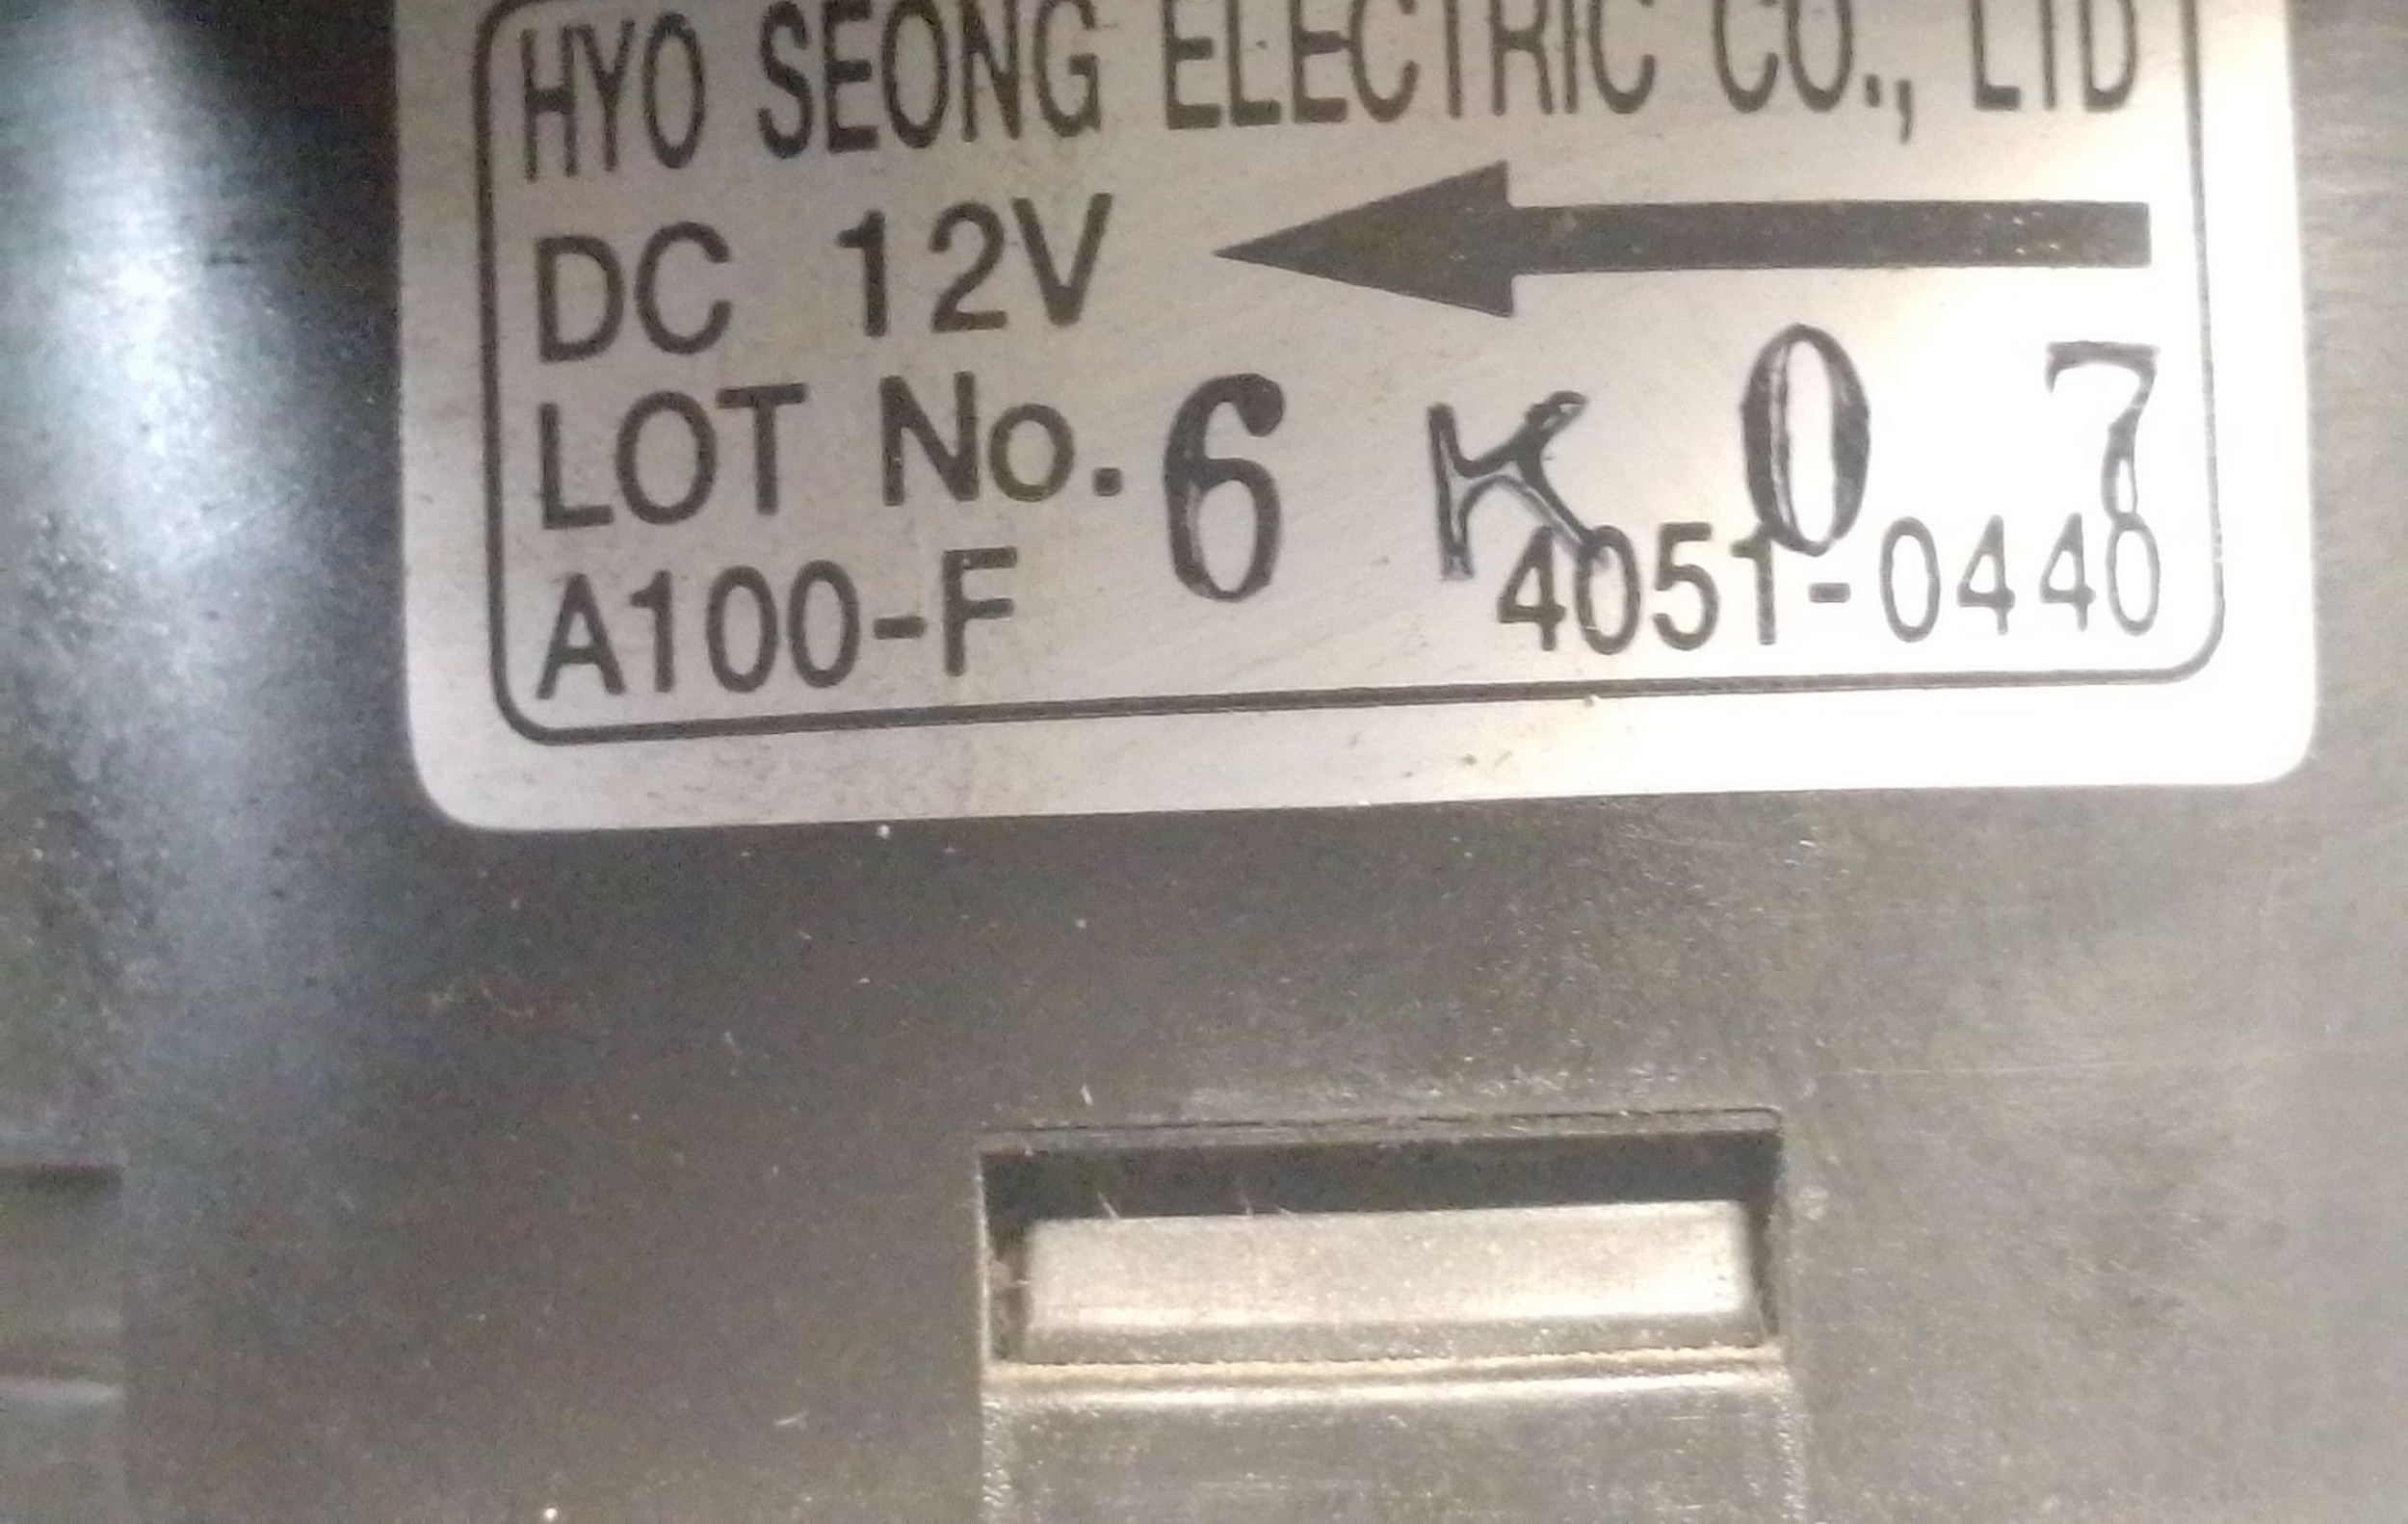 HYO SEONG ELECTRIC CO., LTD
DC 12V
LOT No. 6 K 0 7
A100-F 4051-0440